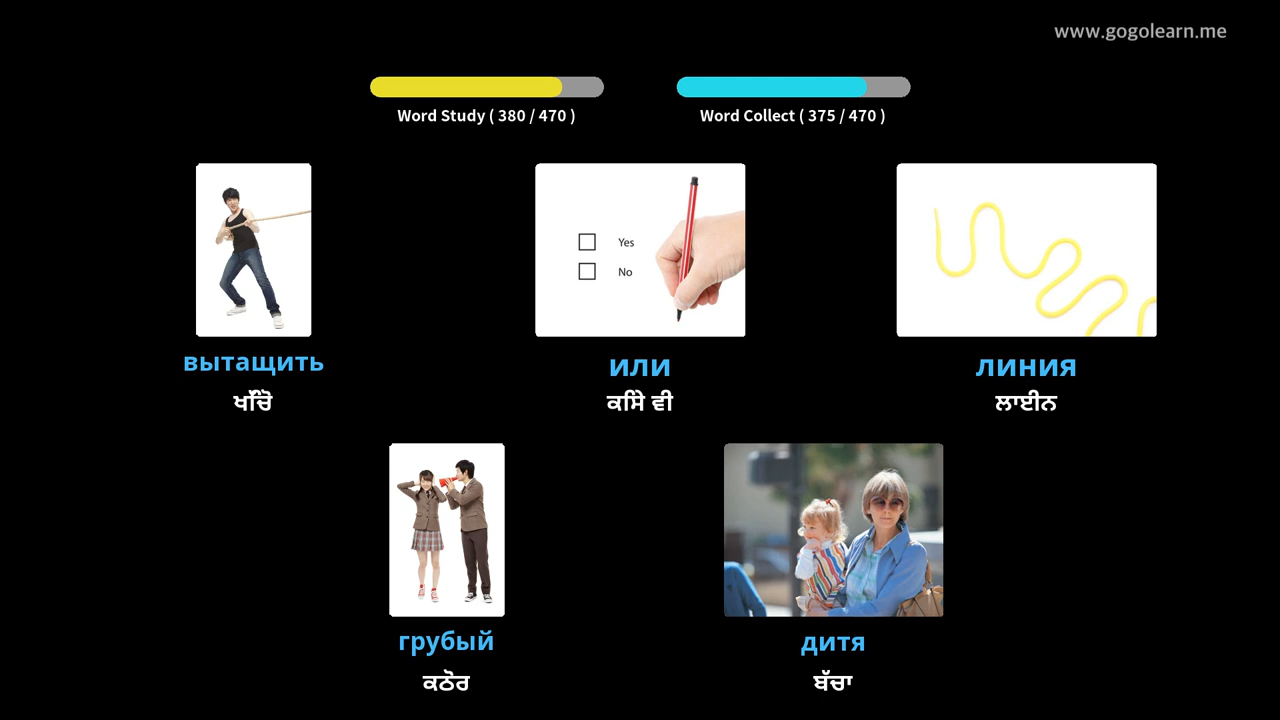 www.gogolearn.me
Word Study ( 380 / 470 )
Word Collect ( 375 / 470 )
Yes
No
вытащить
или
линия
ਖਿੱਚੋ
ਕਿਸੇ ਵੀ
ਲਾਈਨ
грубый
дитя
ਕਠੋਰ
ਬੱਚਾ